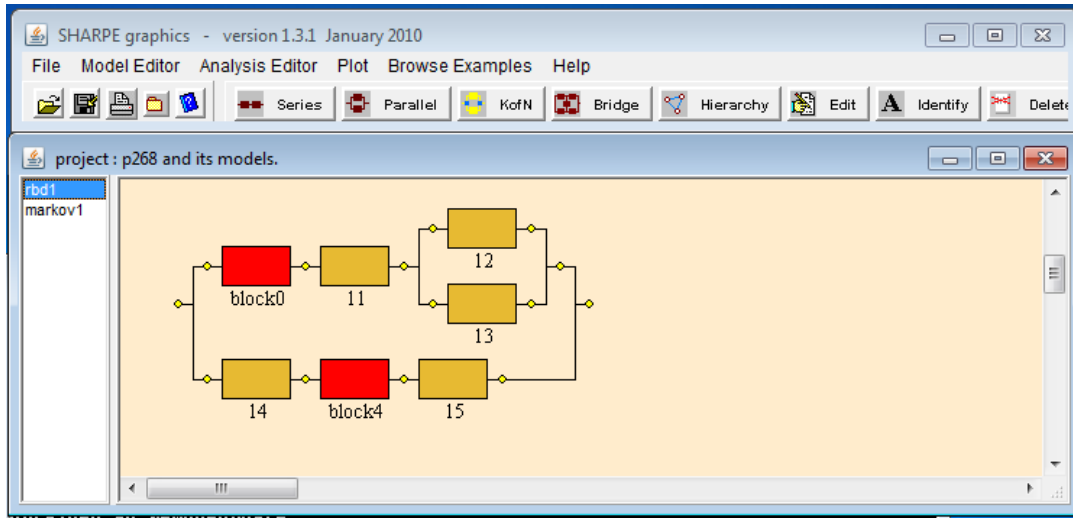 SHARPE graphics - version 1.3.1 January 2010
File Model Editor Analysis Editor Plot Browse Examples Help
Series Parallel KofN Bridge Hierarchy Edit A Identify Delete
project : p268 and its models.
rbd1
markov1
12
block0 11
13
14 block4 15